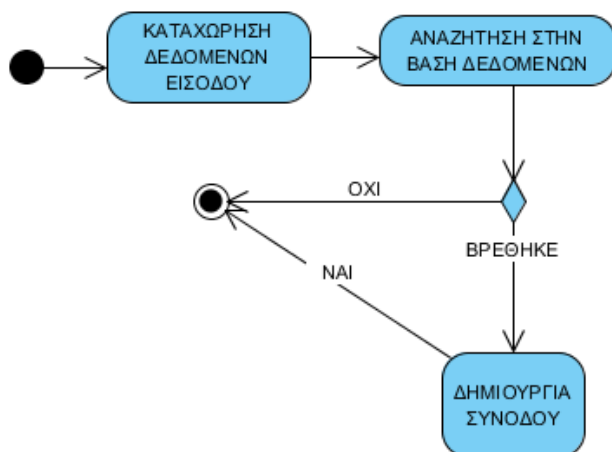 ΚΑΤΑΧΩΡΗΣΗ
ΔΕΔΟΜΕΝΩΝ
ΕΙΣΟΔΟΥ
ΑΝΑΖΗΤΗΣΗ ΣΤΗΝ
ΒΑΣΗ ΔΕΔΟΜΕΝΩΝ
ΟΧΙ
ΒΡΕΘΗΚΕ
ΝΑΙ
ΔΗΜΙΟΥΡΓΙΑ
ΣΥΝΟΔΟΥ